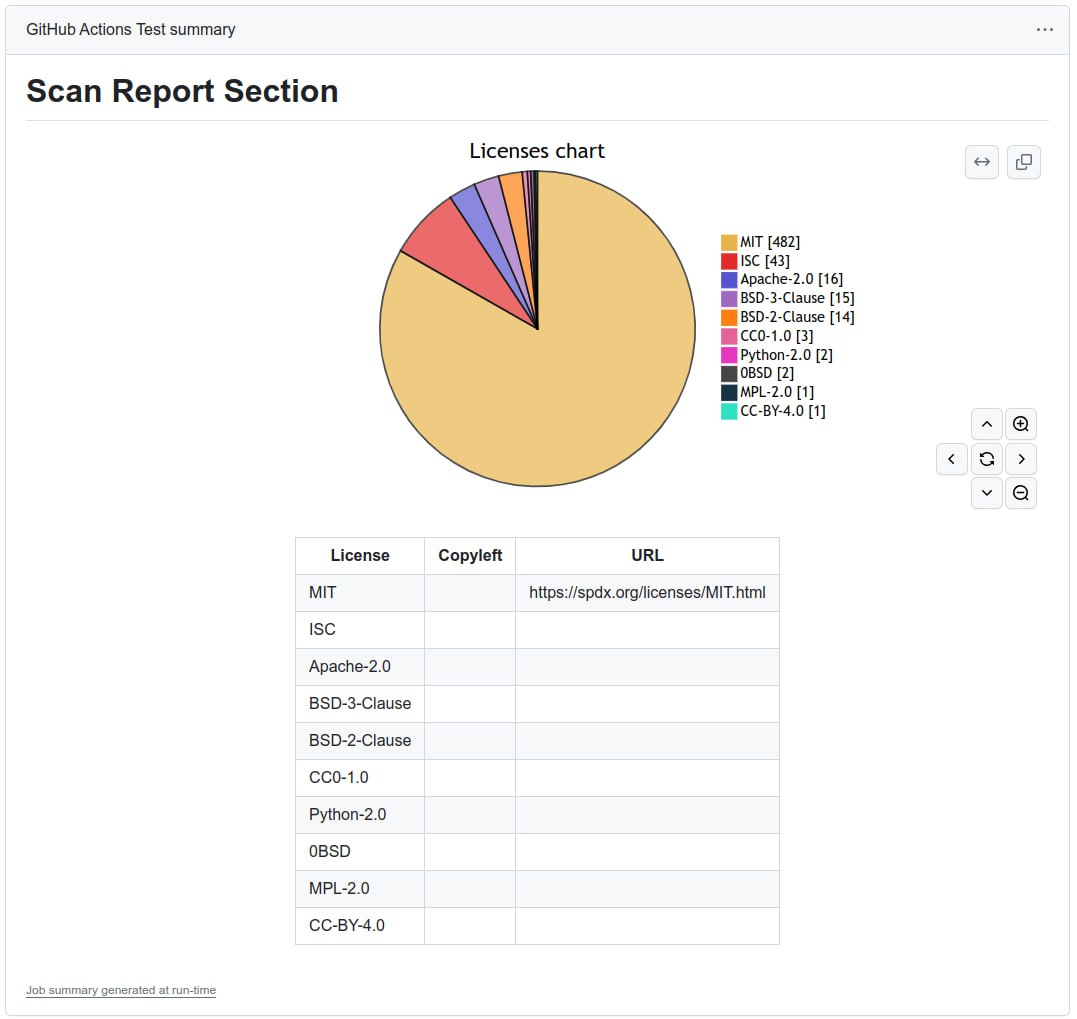 GitHub Actions Test summary
Scan Report Section
Licenses chart
MIT [482]
ISC [43]
Apache-2.0 [16]
BSD-3-Clause [15]
BSD-2-Clause [14]
CC0-1.0 [3]
Python-2.0 [2]
0BSD [2]
MPL-2.0 [1]
CC-BY-4.0 [1]
License Copyleft URL
MIT https://spdx.org/licenses/MIT.html
ISC
Apache-2.0
BSD-3-Clause
BSD-2-Clause
CC0-1.0
Python-2.0
0BSD
MPL-2.0
CC-BY-4.0
Job summary generated at run-time